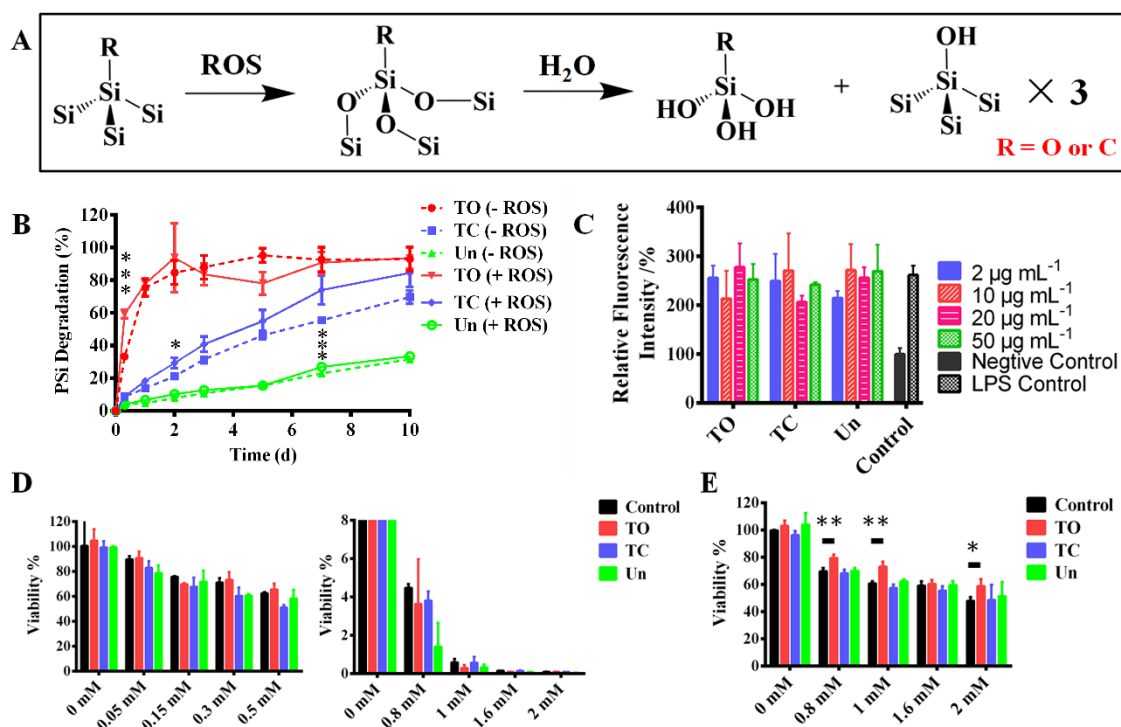 A
R
Si
Si
Si
Si
ROS
R
Si
O
O
O
Si
Si
Si
H2O
R
Si
HO
OH
OH
+
OH
Si
Si
Si
Si
× 3
R = O or C
B
PSi Degradation (%)
120
100
80
60
40
20
0
0 2 4 6 8 10
Time (d)
***
*
***
TO (- ROS)
TC (- ROS)
Un (- ROS)
TO (+ ROS)
TC (+ ROS)
Un (+ ROS)
C
Relative Fluorescence
Intensity /%
400
300
200
100
0
TO TC Un Control
2 µg mL-1
10 µg mL-1
20 µg mL-1
50 µg mL-1
Negtive Control
LPS Control
D
Viability %
120
100
80
60
40
20
0
0 mM 0.05 mM 0.15 mM 0.3 mM 0.5 mM
Viability %
8
6
4
2
0
0 mM 0.8 mM 1 mM 1.6 mM 2 mM
Control
TO
TC
Un
E
Viability %
120
100
80
60
40
20
0
** ** *
0 mM 0.8 mM 1 mM 1.6 mM 2 mM
Control
TO
TC
Un